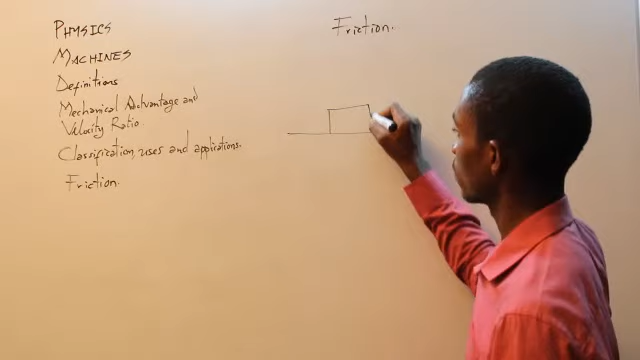 PHYSICS
MACHINES
Definitions
Mechanical Advantage and
Velocity Ratio
Classification, uses and applications.
Friction.
Friction.